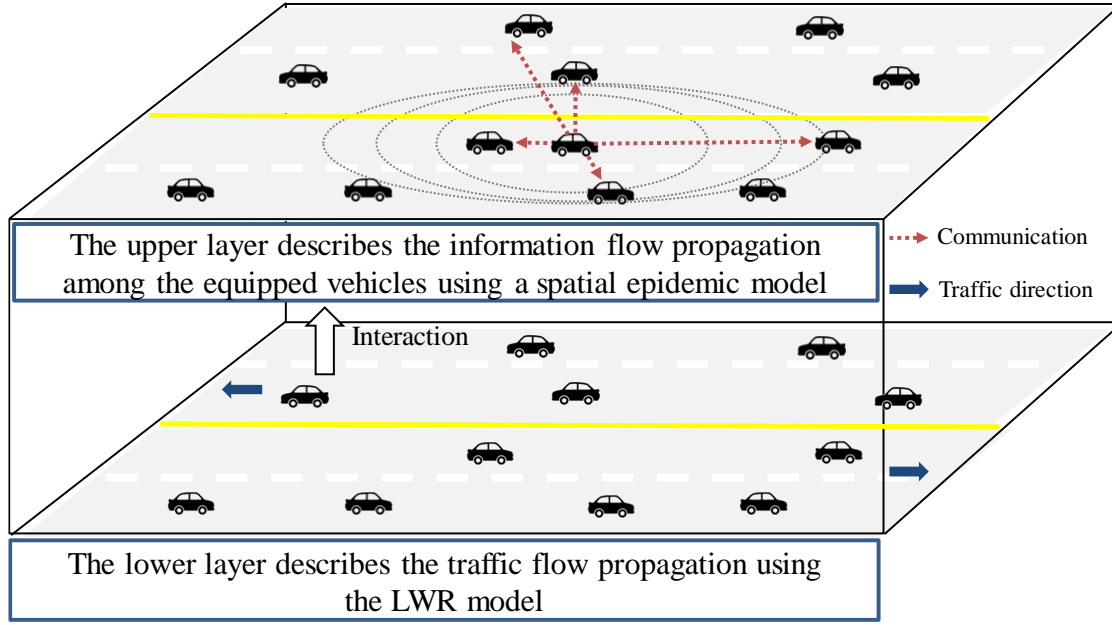 The upper layer describes the information flow propagation
among the equipped vehicles using a spatial epidemic model
Communication
Traffic direction
Interaction
The lower layer describes the traffic flow propagation using
the LWR model